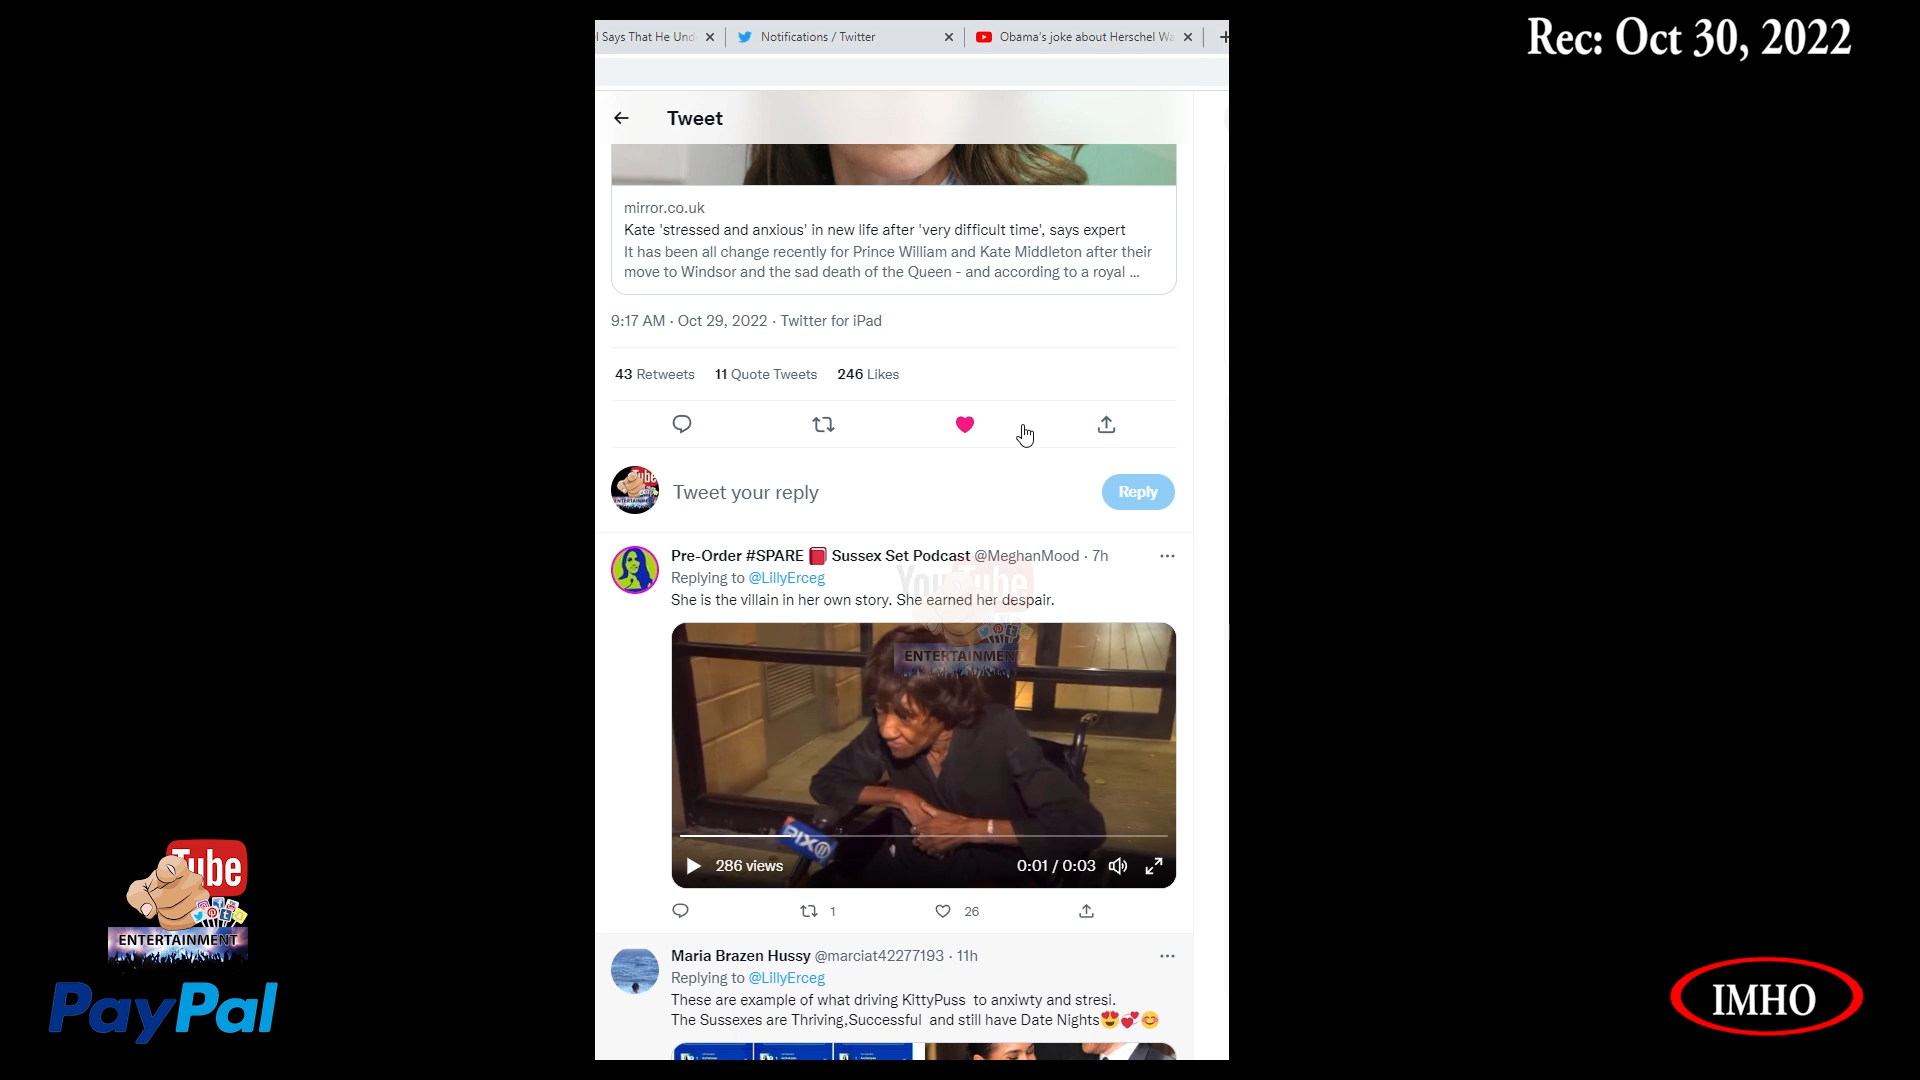 Rec: Oct 30, 2022
l Says That He Und
Notifications / Twitter
Obama's joke about Herschel Wa
Tweet
mirror.co.uk
Kate 'stressed and anxious' in new life after 'very difficult time', says expert
It has been all change recently for Prince William and Kate Middleton after their
move to Windsor and the sad death of the Queen - and according to a royal ...
9:17 AM · Oct 29, 2022 · Twitter for iPad
43 Retweets 11 Quote Tweets 246 Likes
Tube
ENTERTAINMENT
Tweet your reply
Reply
Pre-Order #SPARE 📕 Sussex Set Podcast @MeghanMood · 7h
Replying to @LillyErceg
She is the villain in her own story. She earned her despair.
YouTube
ENTERTAINMENT
PIX11
286 views
0:01 / 0:03
1
26
Maria Brazen Hussy @marciat42277193 · 11h
Replying to @LillyErceg
These are example of what driving KittyPuss to anxiwty and stresi.
The Sussexes are Thriving,Successful and still have Date Nights😍💞😊
Tube
ENTERTAINMENT
PayPal
IMHO